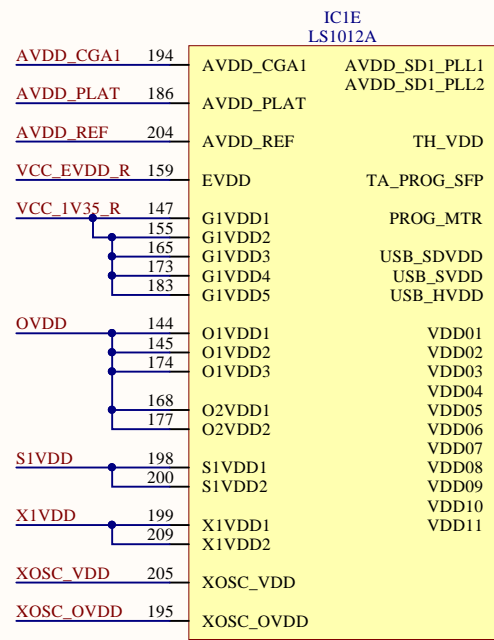 IC1E
LS1012A
AVDD_CGA1 194 AVDD_CGA1 AVDD_SD1_PLL1
AVDD_SD1_PLL2
AVDD_PLAT 186 AVDD_PLAT
AVDD_REF 204 AVDD_REF TH_VDD
VCC_EVDD_R 159 EVDD TA_PROG_SFP
VCC_1V35_R 147 G1VDD1 PROG_MTR
155 G1VDD2
165 G1VDD3 USB_SDVDD
173 G1VDD4 USB_SVDD
183 G1VDD5 USB_HVDD
OVDD 144 O1VDD1 VDD01
145 O1VDD2 VDD02
174 O1VDD3 VDD03
VDD04
168 O2VDD1 VDD05
177 O2VDD2 VDD06
VDD07
S1VDD 198 S1VDD1 VDD08
200 S1VDD2 VDD09
VDD10
X1VDD 199 X1VDD1 VDD11
209 X1VDD2
XOSC_VDD 205 XOSC_VDD
XOSC_OVDD 195 XOSC_OVDD